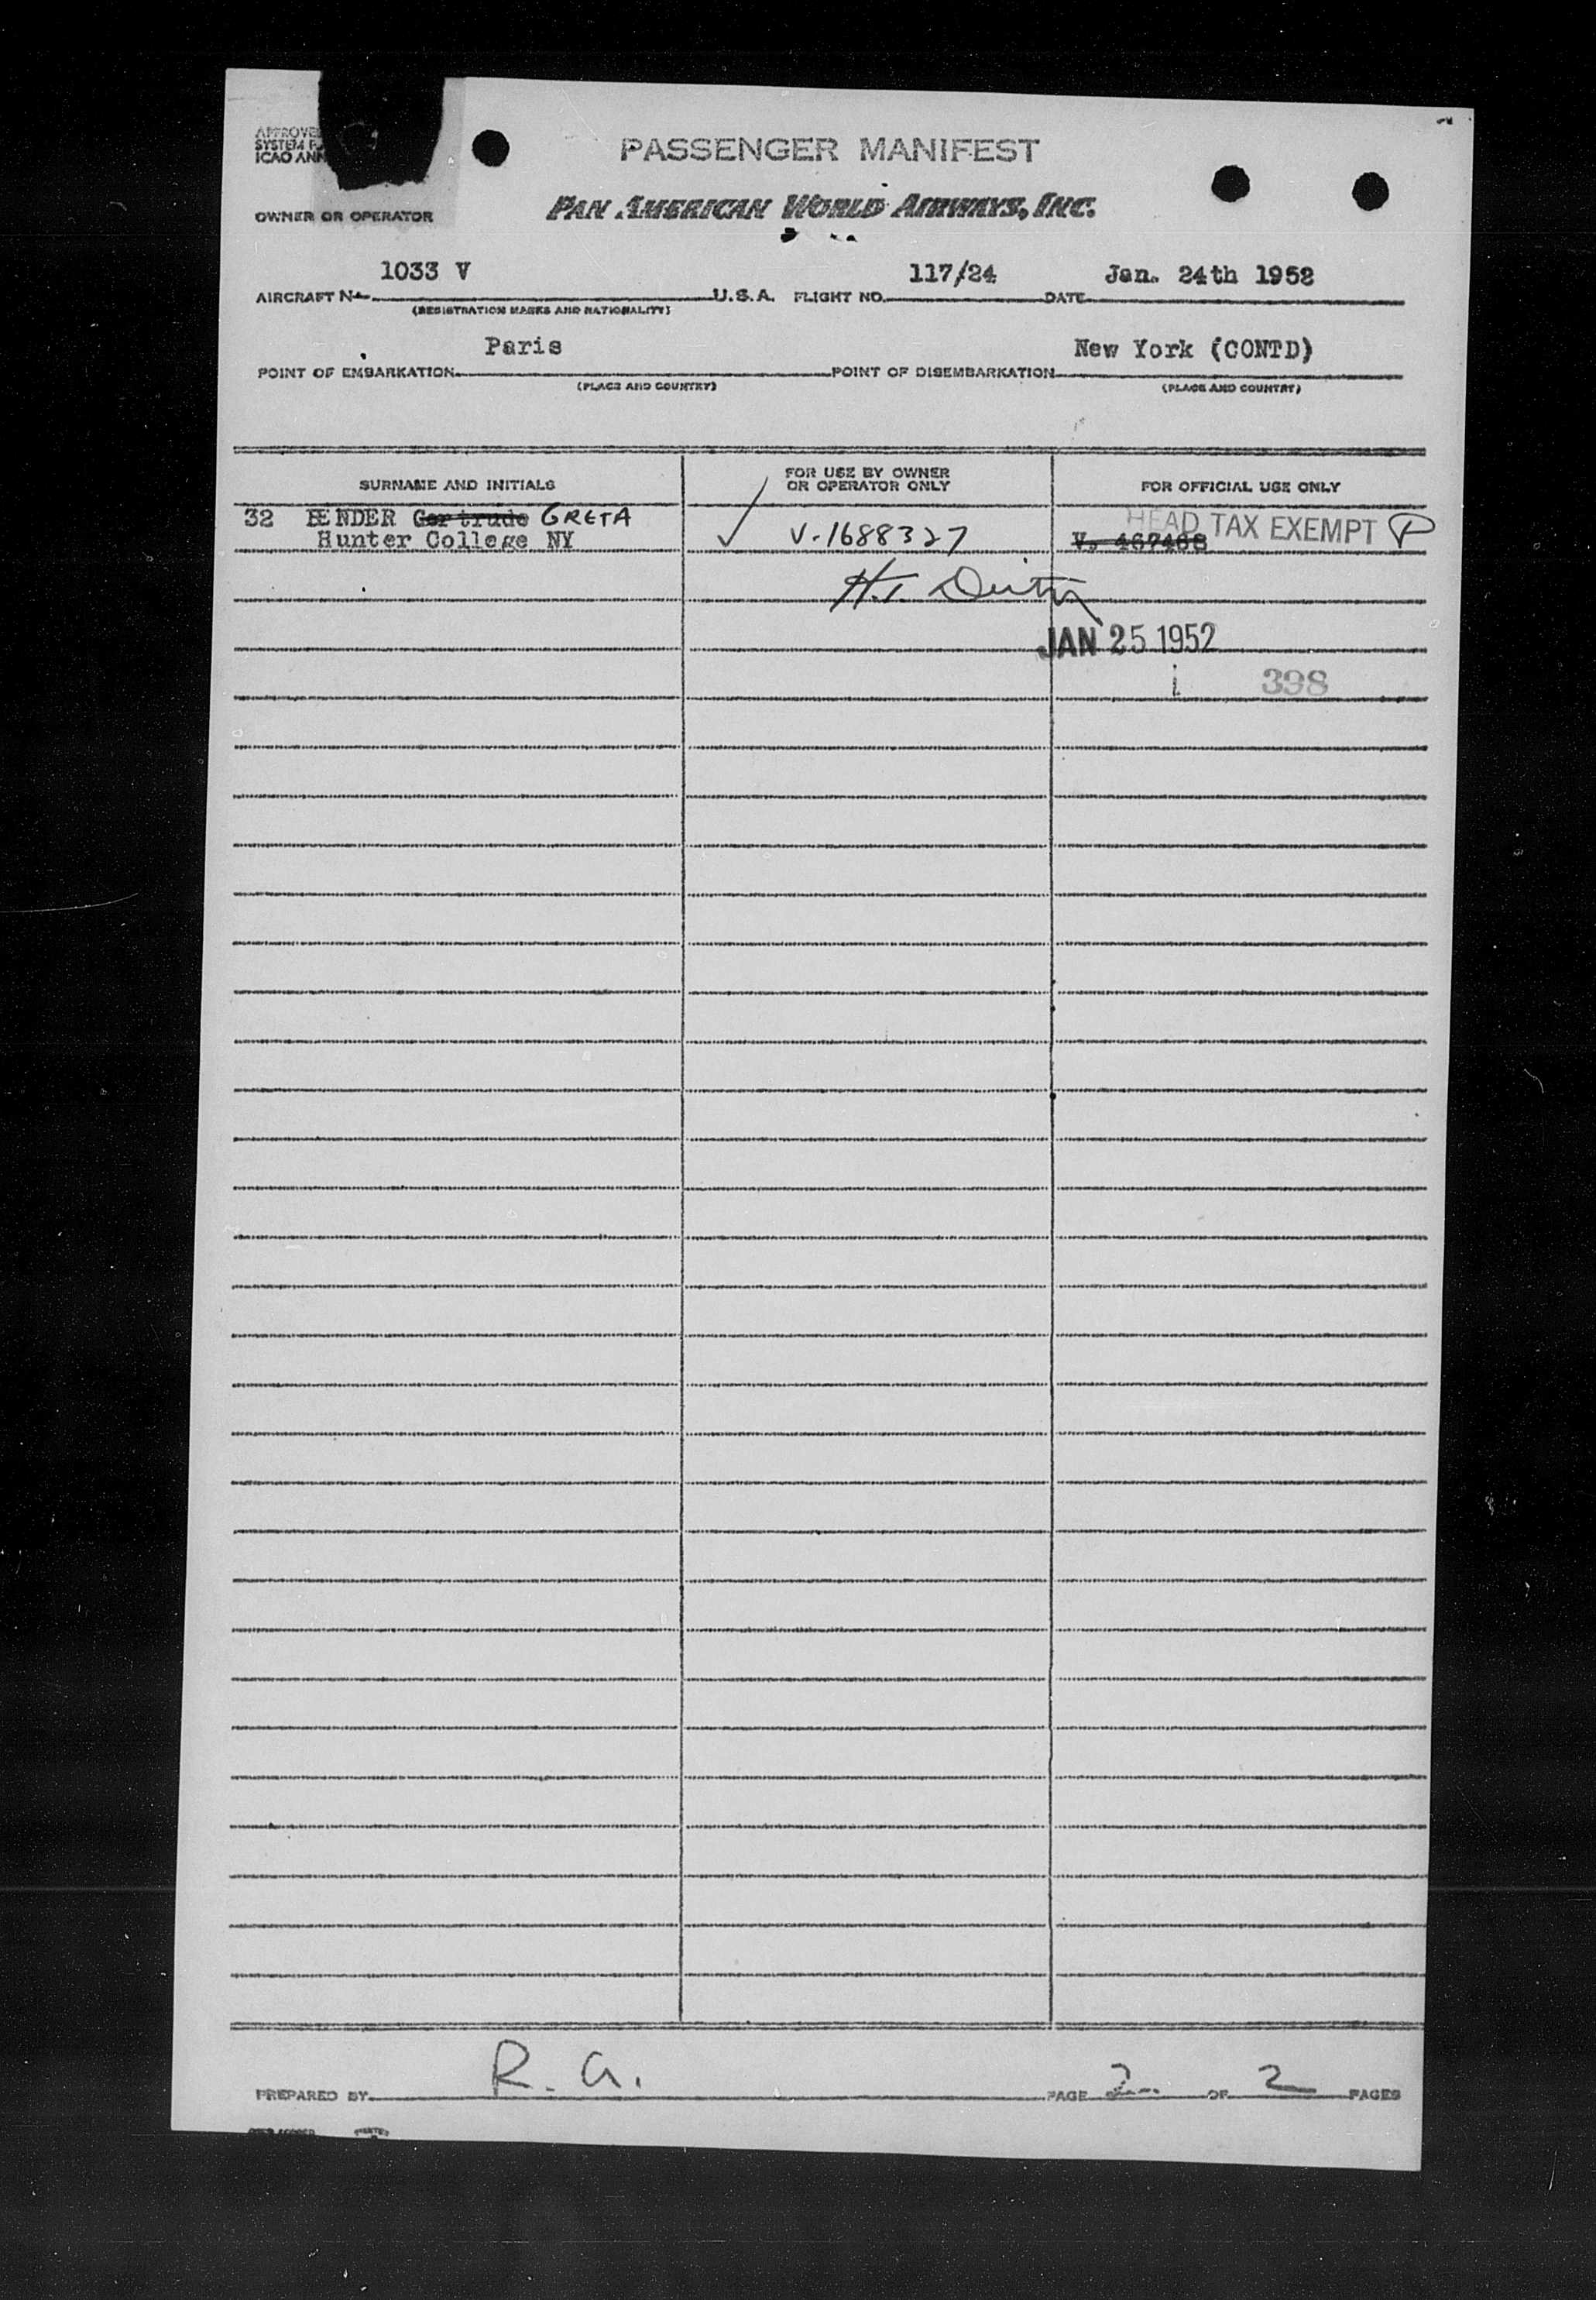 PASSENGER MANIFEST
OWNER OR OPERATOR PAN AMERICAN WORLD AIRWAYS, INC.
1033 V 117/24 Jan. 24th 1952
AIRCRAFT No. U.S.A. FLIGHT NO. DATE
(REGISTRATION MARKS AND NATIONALITY)
Paris New York (CONTD)
POINT OF EMBARKATION POINT OF DISEMBARKATION
(PLACE AND COUNTRY) (PLACE AND COUNTRY)
SURNAME AND INITIALS
FOR USE BY OWNER
OR OPERATOR ONLY
FOR OFFICIAL USE ONLY
32 BENDER Gertrude GRETA
Hunter College NY
V-1688327
HEAD TAX EXEMPT P
V. 467468
JAN 25 1952
398
PREPARED BY R. G. PAGE 2 OF 2 PAGES